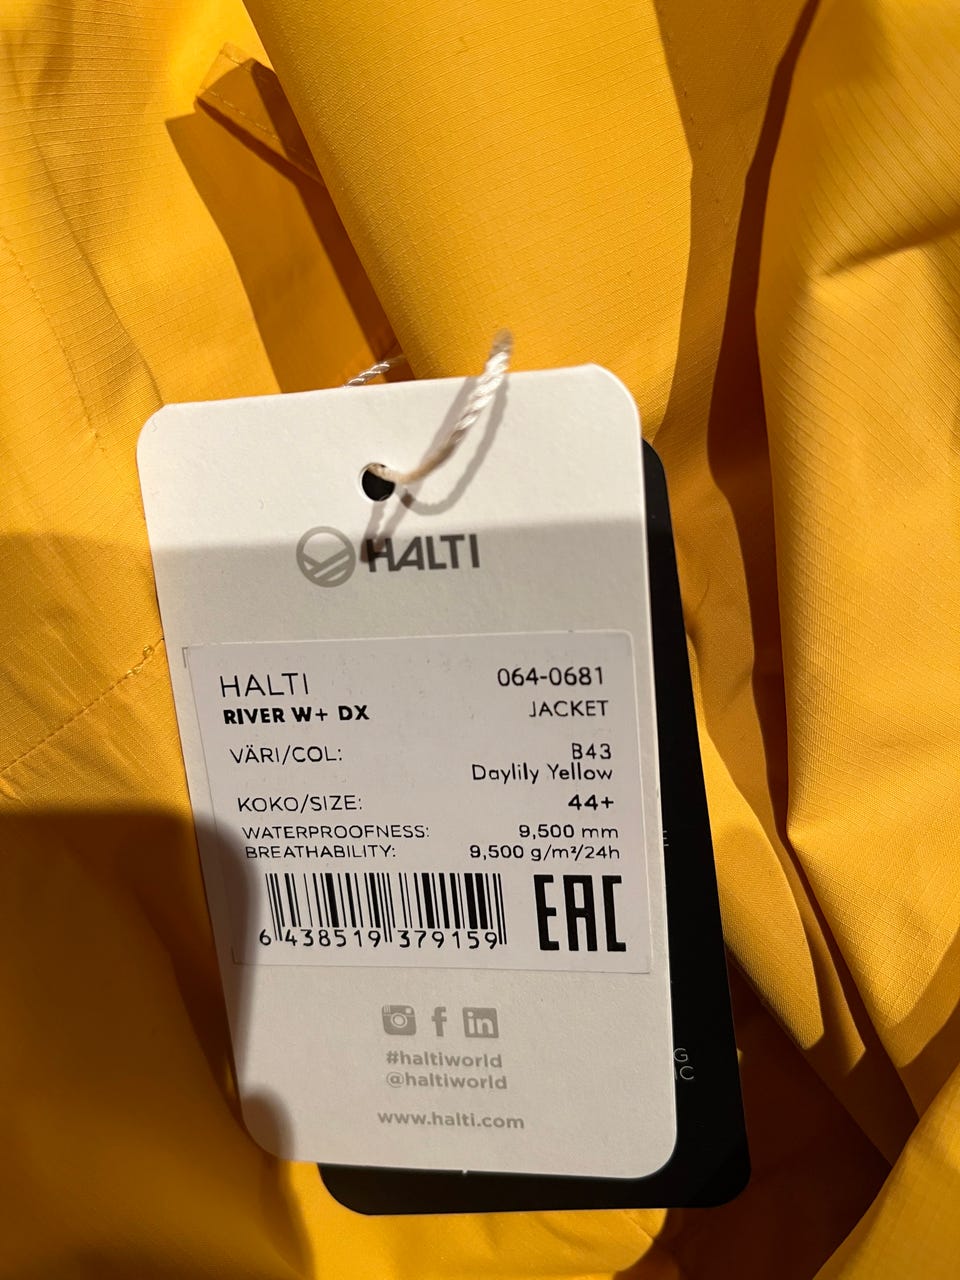 HALTI
HALTI 064-0681
RIVER W+ DX JACKET
VÄRI/COL: B43
Daylily Yellow
KOKO/SIZE: 44+
WATERPROOFNESS: 9,500 mm
BREATHABILITY: 9,500 g/m²/24h
6 438519 379159
EAC
#haltiworld
@haltiworld
www.halti.com